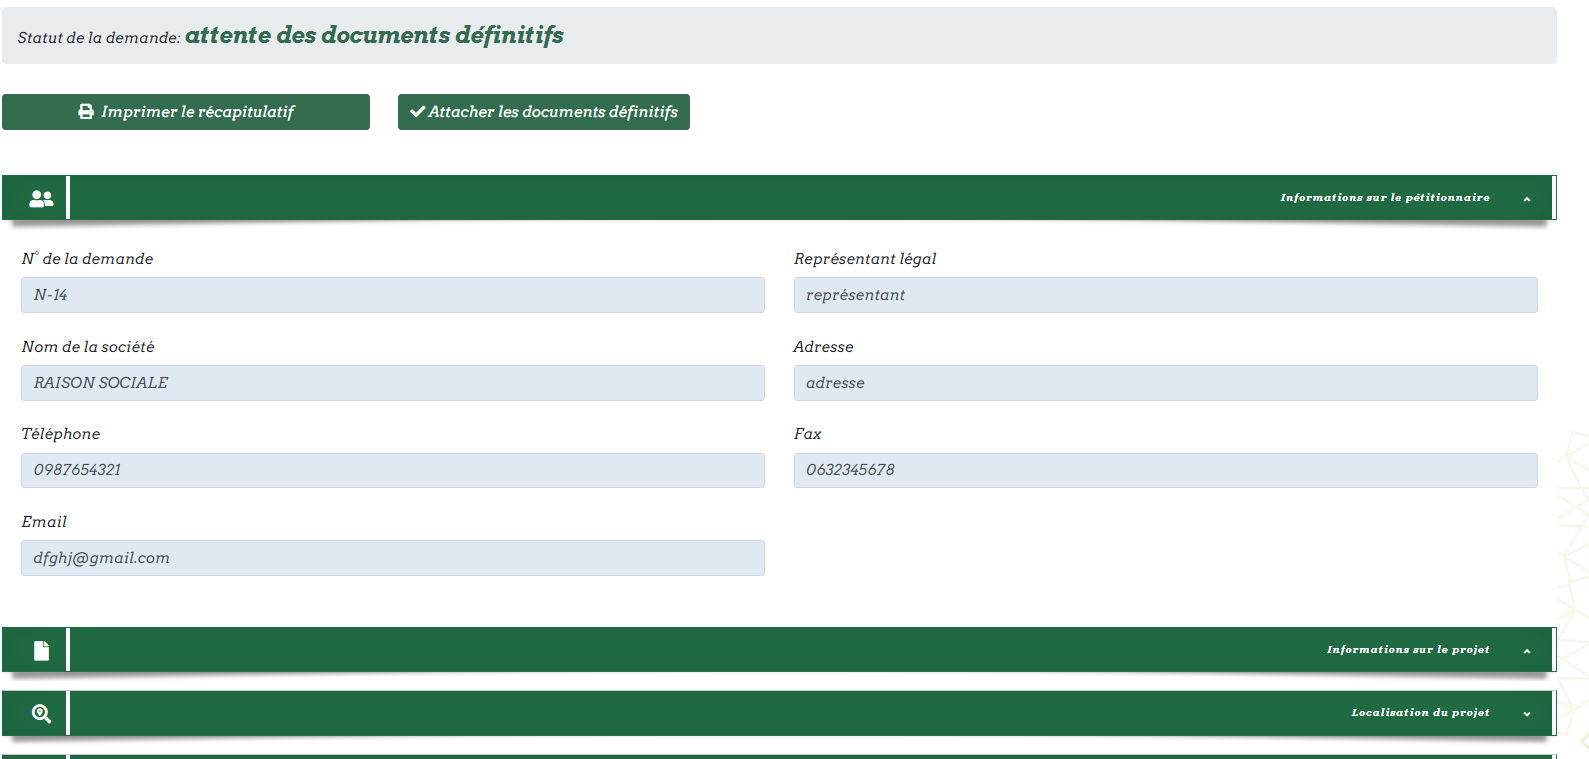 Statut de la demande: attente des documents définitifs
Imprimer le récapitulatif
Attacher les documents définitifs
Informations sur le pétitionnaire
N° de la demande
N-14
Représentant légal
représentant
Nom de la société
RAISON SOCIALE
Adresse
adresse
Téléphone
0987654321
Fax
0632345678
Email
dfghj@gmail.com
Informations sur le projet
Localisation du projet